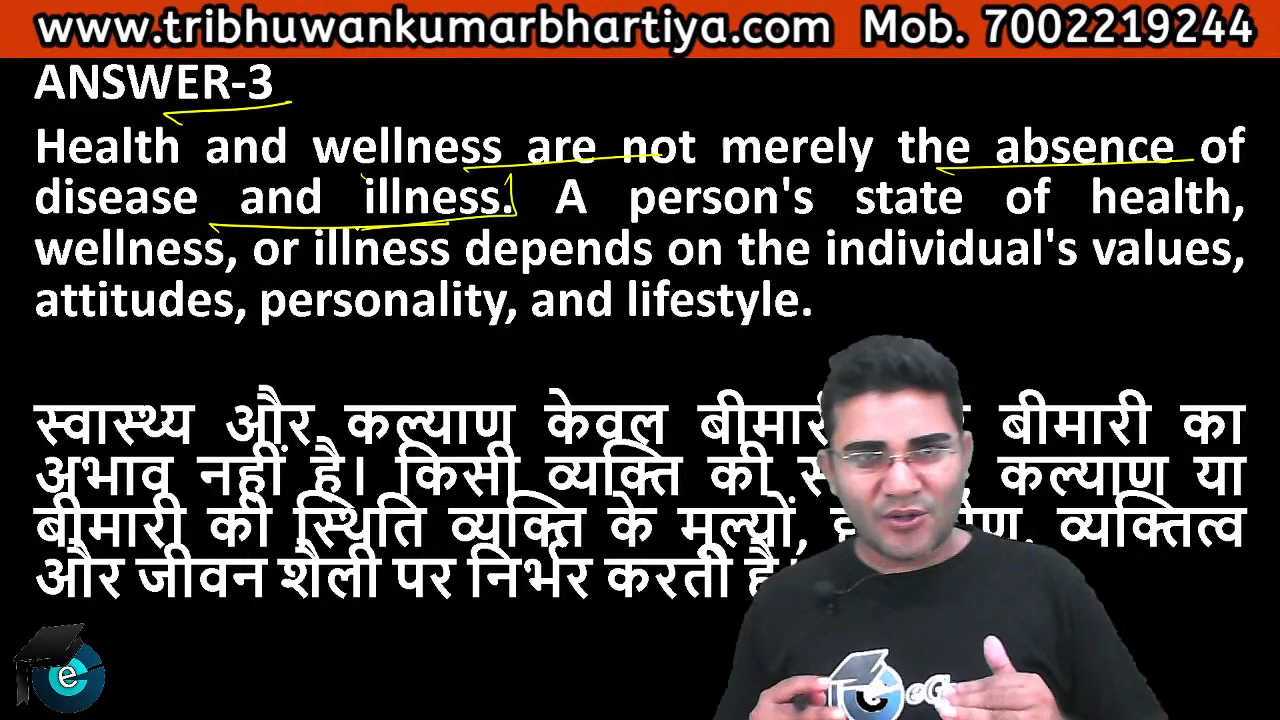 www.tribhuwankumarbhartiya.com Mob. 7002219244
ANSWER-3
Health and wellness are not merely the absence of
disease and illness. A person's state of health,
wellness, or illness depends on the individual's values,
attitudes, personality, and lifestyle.
स्वास्थ्य और कल्याण केवल बीमारी का
अभाव नहीं है। किसी व्यक्ति की कल्याण या
बीमारी की स्थिति व्यक्ति के मूल्यों, व्यक्तित्व
और जीवन शैली पर निर्भर करती है।
e